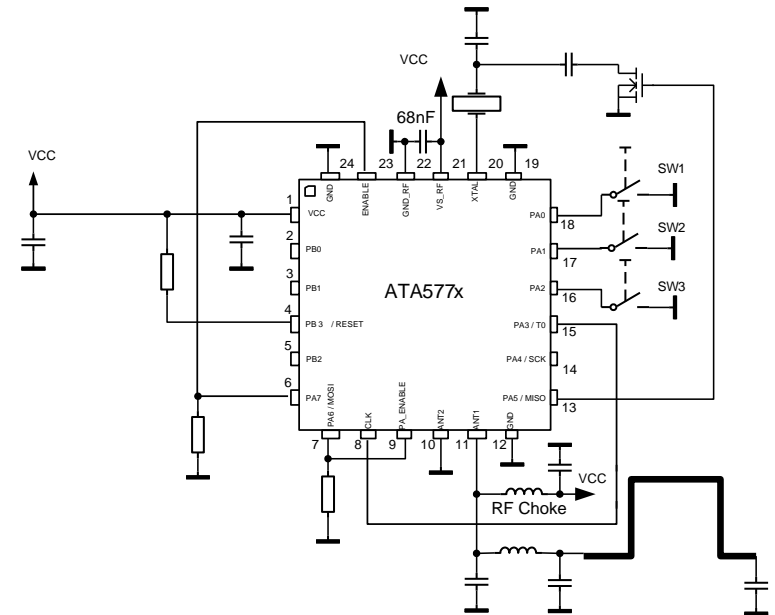 VCC
68nF
VCC
24
23
22
21
20
19
GND
ENABLE
GND_RF
VS_RF
XTAL
GND
1
VCC
2
PB0
3
PB1
4
PB3 / RESET
5
PB2
6
PA7
ATA577x
PA0
18
PA1
17
PA2
16
PA3 / T0
15
PA4 / SCK
14
PA5 / MISO
13
SW1
SW2
SW3
PA6 / MOSI
CLK
PA_ENABLE
ANT2
ANT1
GND
7
8
9
10
11
12
VCC
RF Choke